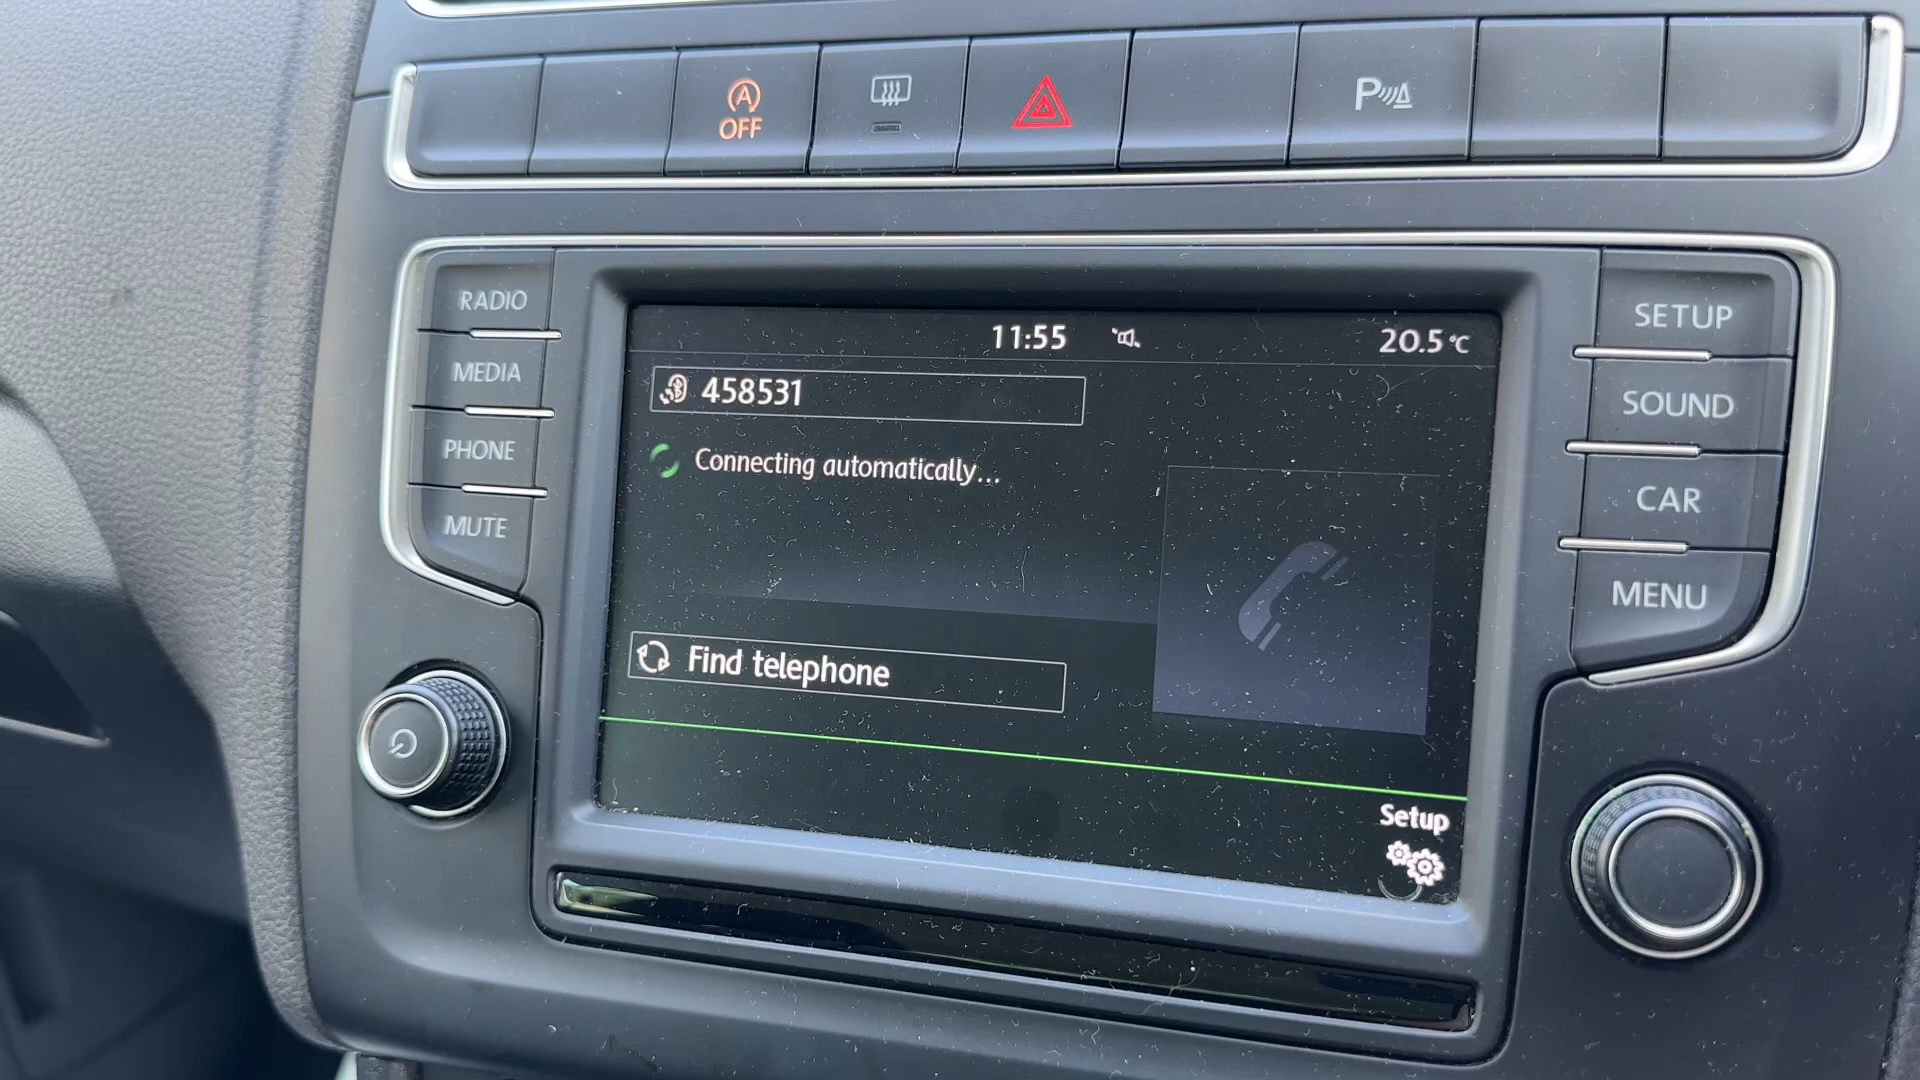 A
OFF
P
RADIO
MEDIA
PHONE
MUTE
11:55
20.5°C
458531
Connecting automatically...
Find telephone
Setup
SETUP
SOUND
CAR
MENU